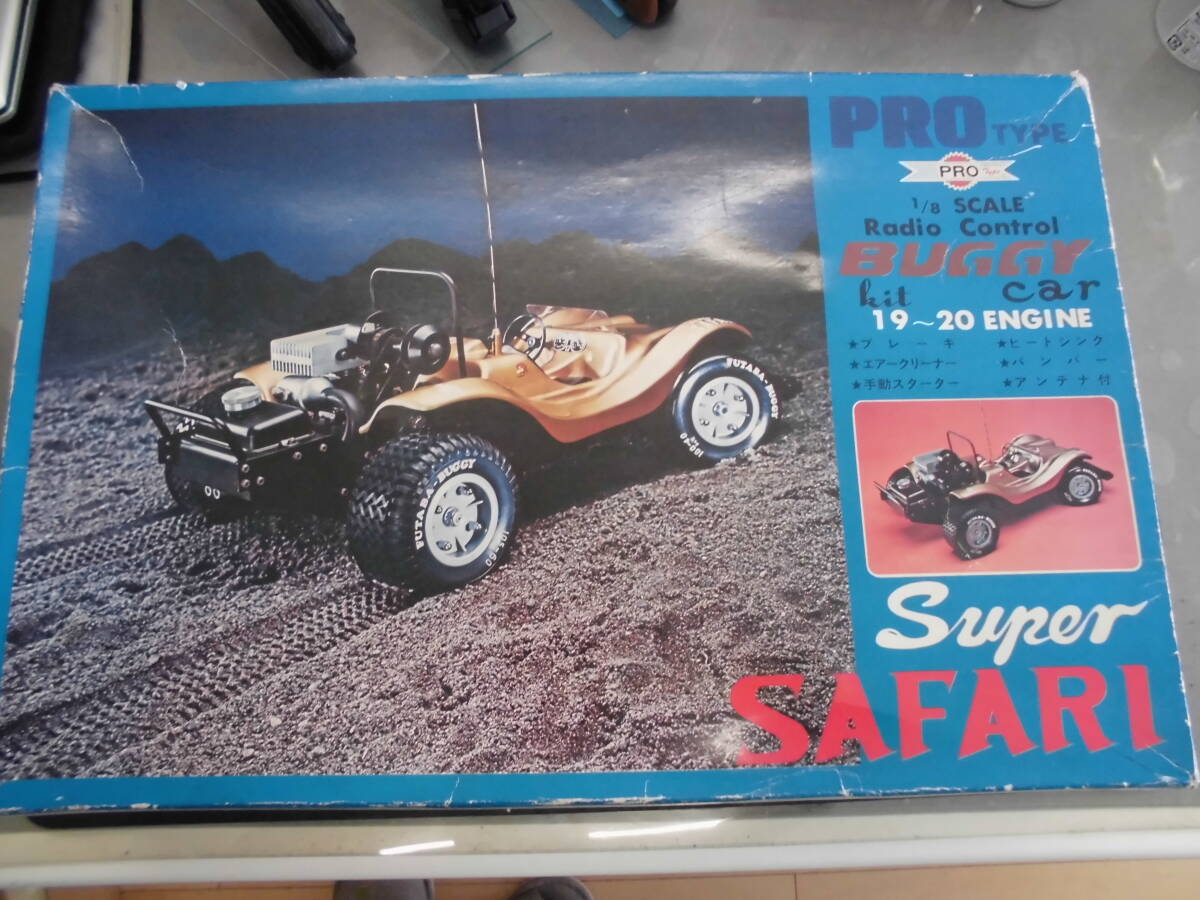 PRO TYPE
PRO Type
1/8 SCALE
Radio Control
BUGGY
kit car
19～20 ENGINE
★ブレーキ ★ヒートシンク
★エアークリーナー ★バンパー
★手動スターター ★アンテナ付
FUTABA-BUGGY
FUTABA-BUGGY
00
Super
SAFARI